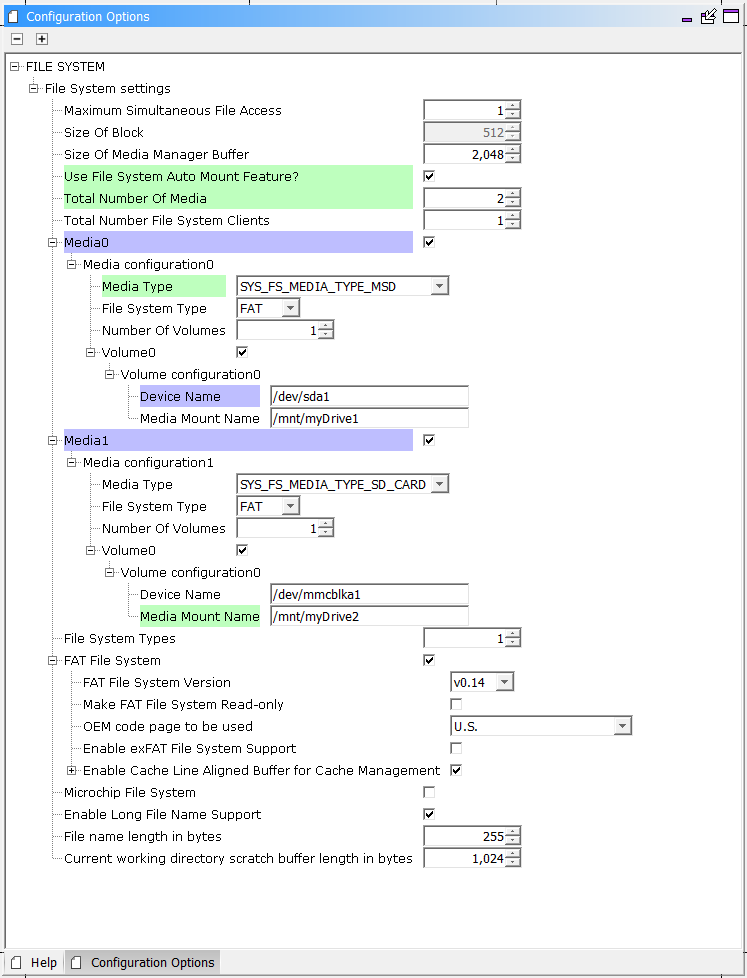 Configuration Options
FILE SYSTEM
File System settings
Maximum Simultaneous File Access 1
Size Of Block 512
Size Of Media Manager Buffer 2,048
Use File System Auto Mount Feature?
Total Number Of Media 2
Total Number File System Clients 1
Media0
Media configuration0
Media Type SYS_FS_MEDIA_TYPE_MSD
File System Type FAT
Number Of Volumes 1
Volume0
Volume configuration0
Device Name /dev/sda1
Media Mount Name /mnt/myDrive1
Media1
Media configuration1
Media Type SYS_FS_MEDIA_TYPE_SD_CARD
File System Type FAT
Number Of Volumes 1
Volume0
Volume configuration0
Device Name /dev/mmcblka1
Media Mount Name /mnt/myDrive2
File System Types 1
FAT File System
FAT File System Version v0.14
Make FAT File System Read-only
OEM code page to be used U.S.
Enable exFAT File System Support
Enable Cache Line Aligned Buffer for Cache Management
Microchip File System
Enable Long File Name Support
File name length in bytes 255
Current working directory scratch buffer length in bytes 1,024
Help Configuration Options